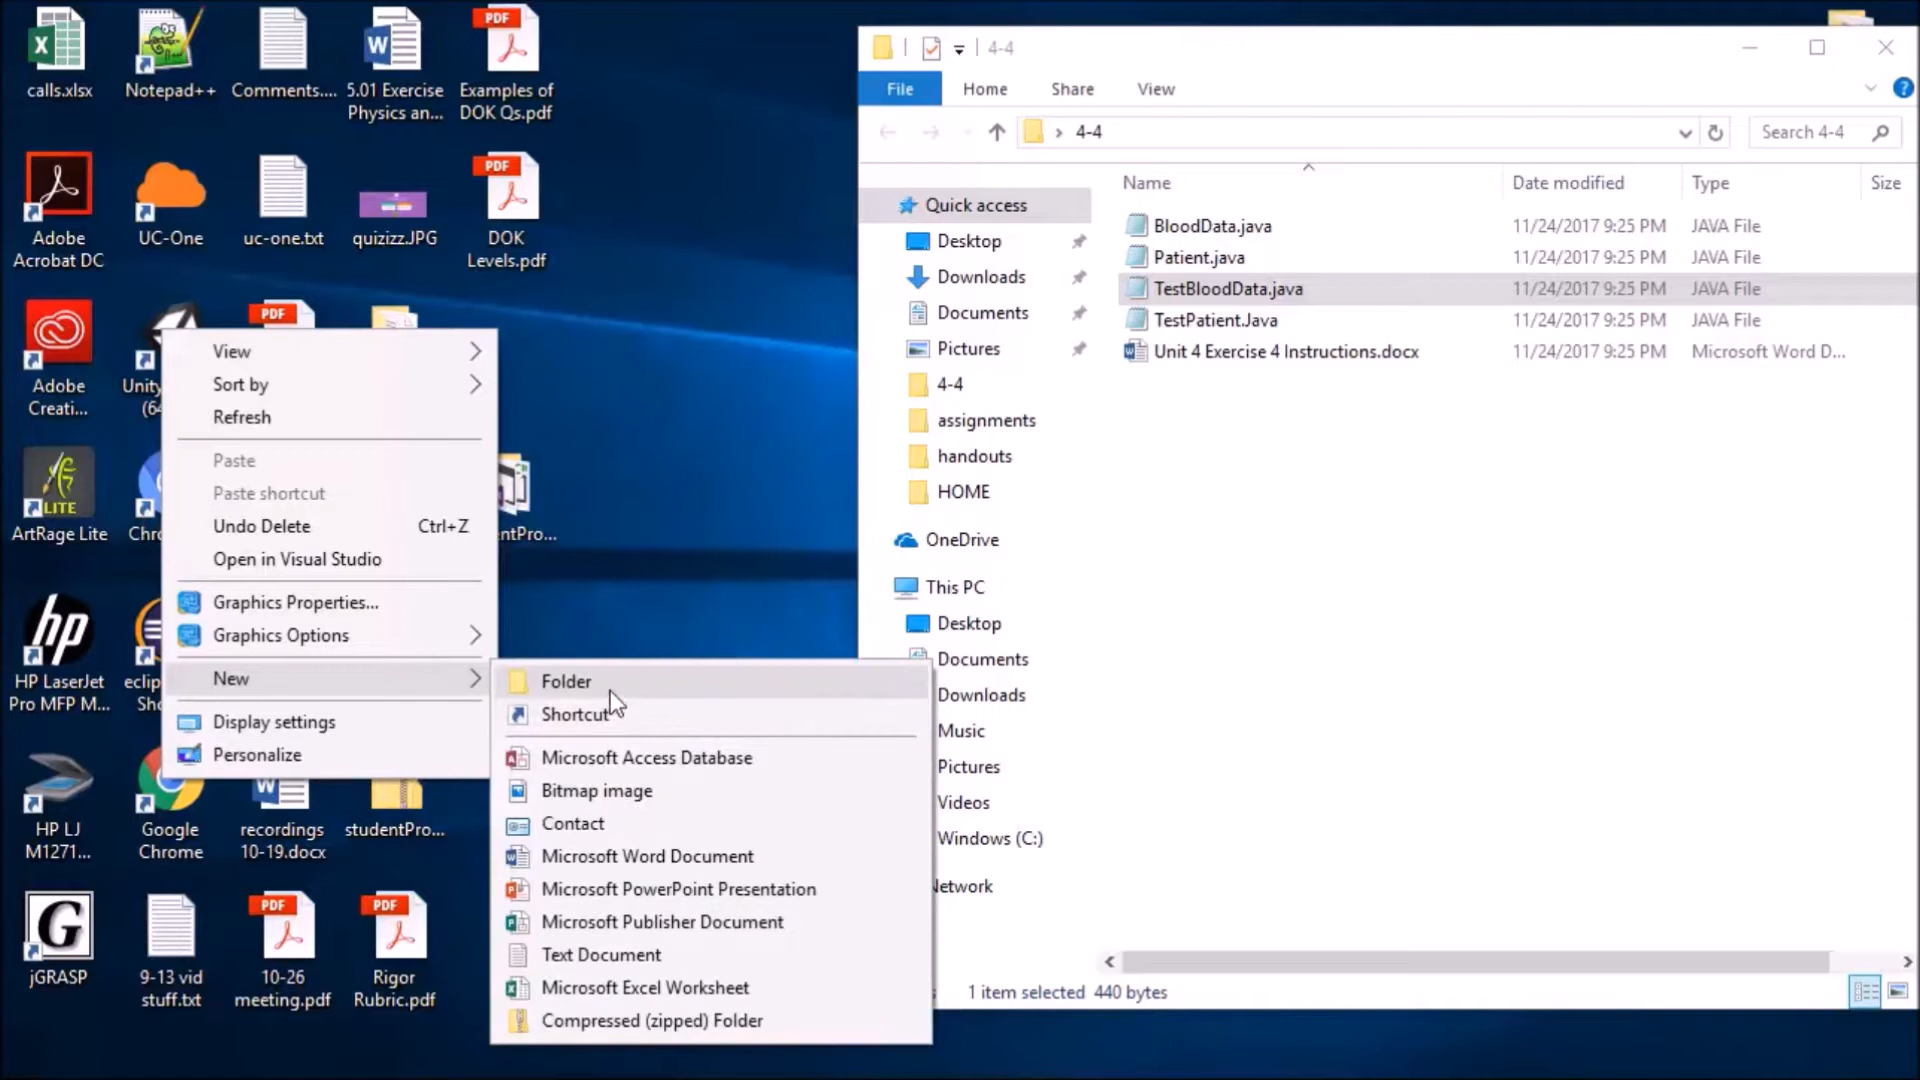 calls.xlsx
Notepad++
Comments....
5.01 Exercise
Physics an...
PDF
Examples of
DOK Qs.pdf
Adobe
Acrobat DC
UC-One
uc-one.txt
quizizz.JPG
PDF
DOK
Levels.pdf
Adobe
Creati...
Unity
(64
PDF
LITE
ArtRage Lite
Chro
entPro...
hp
HP LaserJet
Pro MFP M...
eclip
Sho
HP LJ
M1271...
Google
Chrome
recordings
10-19.docx
studentPro...
G
jGRASP
9-13 vid
stuff.txt
PDF
10-26
meeting.pdf
PDF
Rigor
Rubric.pdf
View
Sort by
Refresh
Paste
Paste shortcut
Undo Delete Ctrl+Z
Open in Visual Studio
Graphics Properties...
Graphics Options
New
Display settings
Personalize
Folder
Shortcut
Microsoft Access Database
Bitmap image
Contact
Microsoft Word Document
Microsoft PowerPoint Presentation
Microsoft Publisher Document
Text Document
Microsoft Excel Worksheet
Compressed (zipped) Folder
4-4
File Home Share View
4-4
Search 4-4
Name Date modified Type Size
BloodData.java 11/24/2017 9:25 PM JAVA File
Patient.java 11/24/2017 9:25 PM JAVA File
TestBloodData.java 11/24/2017 9:25 PM JAVA File
TestPatient.Java 11/24/2017 9:25 PM JAVA File
Unit 4 Exercise 4 Instructions.docx 11/24/2017 9:25 PM Microsoft Word D...
Quick access
Desktop
Downloads
Documents
Pictures
4-4
assignments
handouts
HOME
OneDrive
This PC
Desktop
Documents
Downloads
Music
Pictures
Videos
Windows (C:)
Network
1 item selected 440 bytes